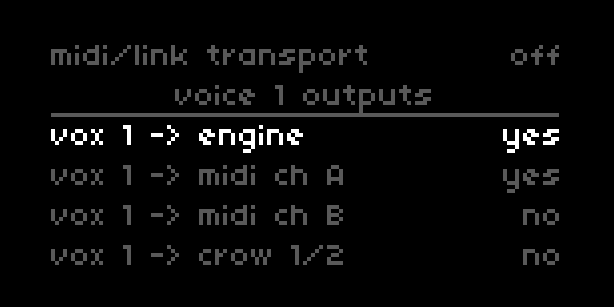 midi/link transport off
voice 1 outputs
vox 1 -> engine yes
vox 1 -> midi ch A yes
vox 1 -> midi ch B no
vox 1 -> crow 1/2 no